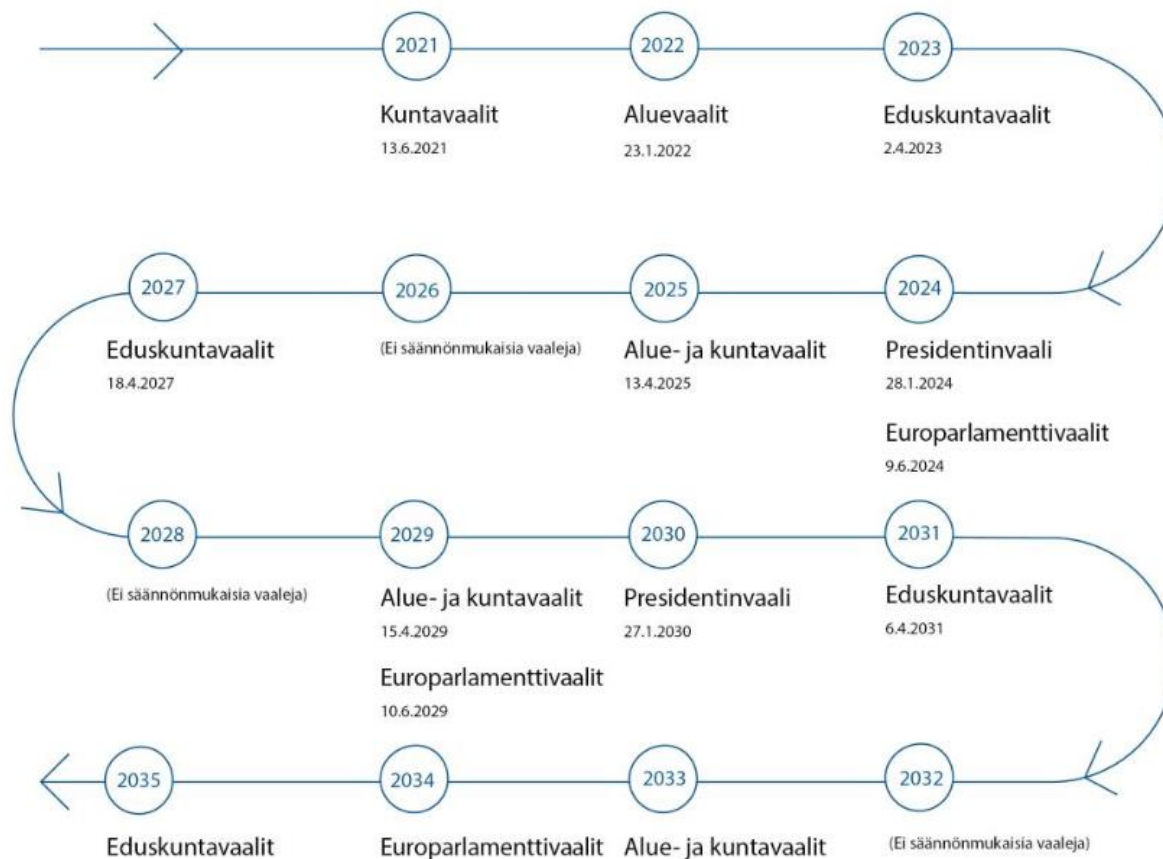 2021
Kuntavaalit
13.6.2021
2022
Aluevaalit
23.1.2022
2023
Eduskuntavaalit
2.4.2023
2024
Presidentinvaali
28.1.2024
Europarlamenttivaalit
9.6.2024
2025
Alue- ja kuntavaalit
13.4.2025
2026
(Ei säännönmukaisia vaaleja)
2027
Eduskuntavaalit
18.4.2027
2028
(Ei säännönmukaisia vaaleja)
2029
Alue- ja kuntavaalit
15.4.2029
Europarlamenttivaalit
10.6.2029
2030
Presidentinvaali
27.1.2030
2031
Eduskuntavaalit
6.4.2031
2032
(Ei säännönmukaisia vaaleja)
2033
Alue- ja kuntavaalit
2034
Europarlamenttivaalit
2035
Eduskuntavaalit